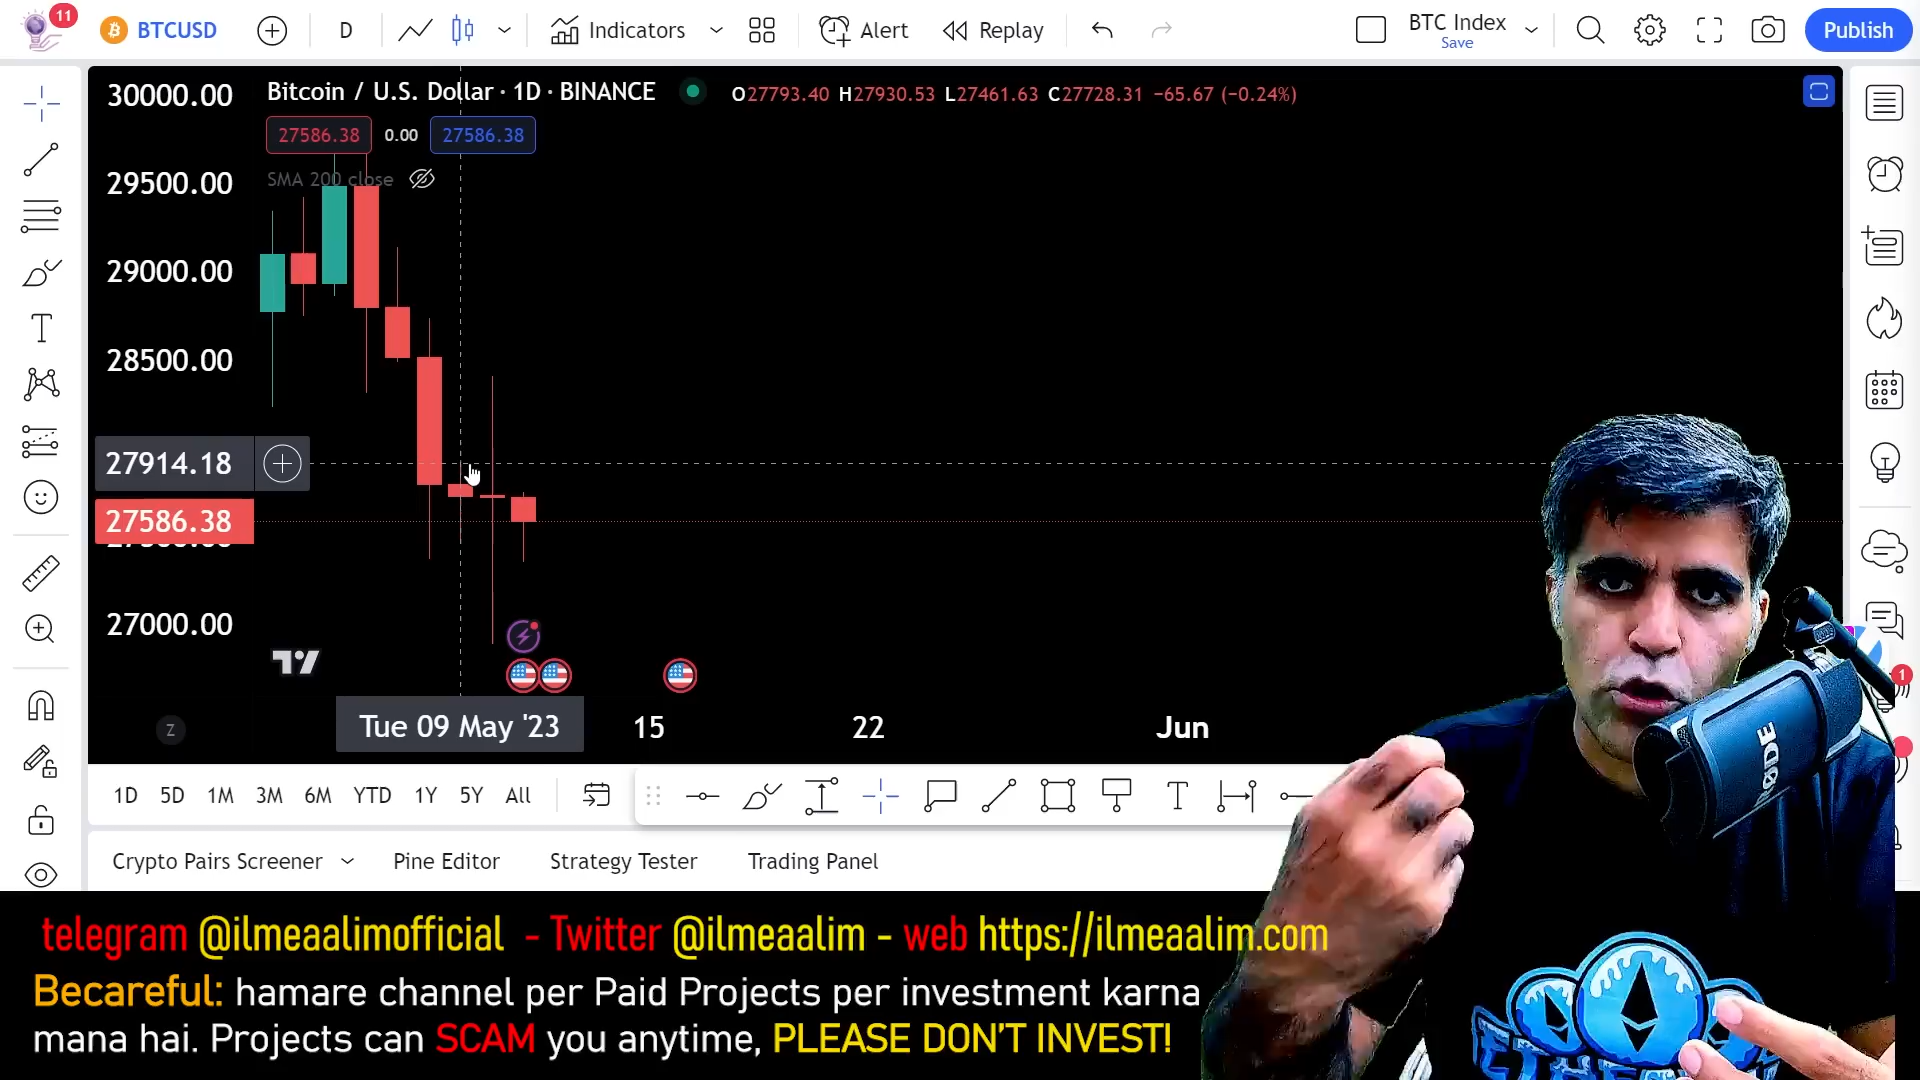 11 BTCUSD D Indicators Alert Replay BTC Index Save Publish
30000.00 Bitcoin / U.S. Dollar · 1D · BINANCE O27793.40 H27930.53 L27461.63 C27728.31 −65.67 (−0.24%)
27586.38 0.00 27586.38
SMA 200 close
29500.00
29000.00
28500.00
27914.18
27586.38
27000.00
Z Tue 09 May '23 15 22 Jun
1D 5D 1M 3M 6M YTD 1Y 5Y All
Crypto Pairs Screener Pine Editor Strategy Tester Trading Panel
1
RØDE
telegram @ilmeaalimofficial - Twitter @ilmeaalim - web https://ilmeaalim.com
Becareful: hamare channel per Paid Projects per investment karna
mana hai. Projects can SCAM you anytime, PLEASE DON'T INVEST!